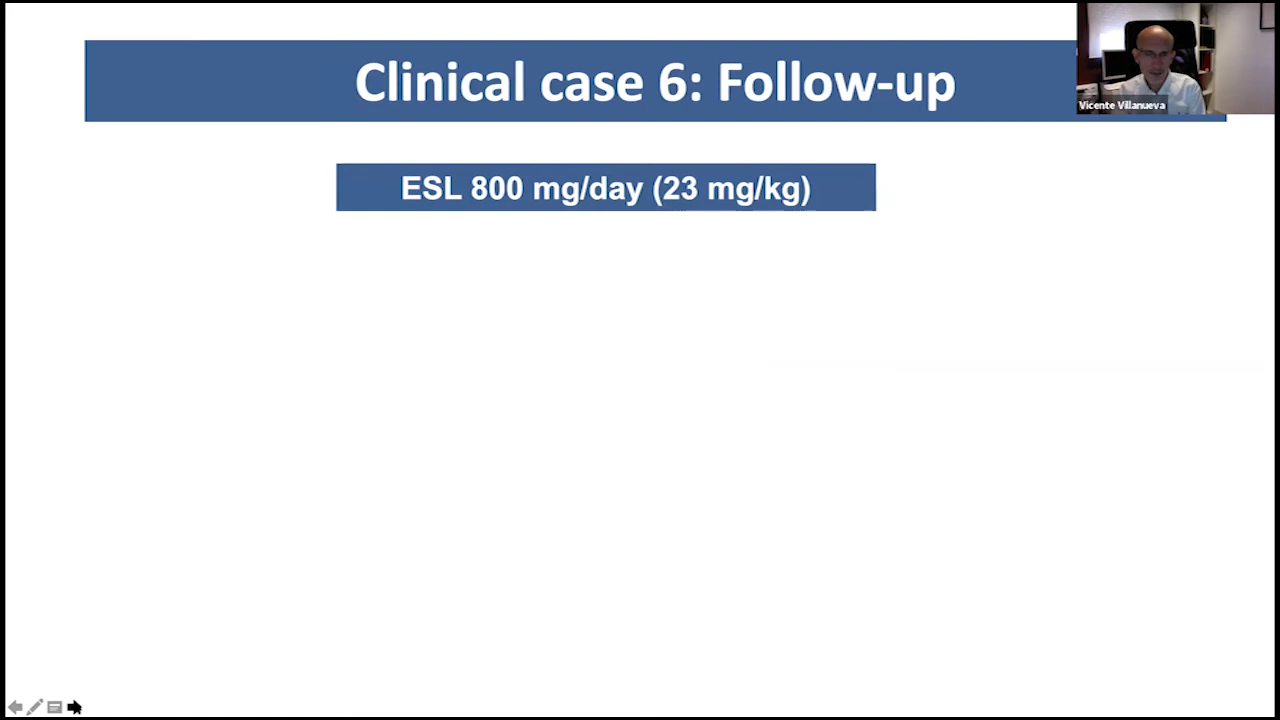 Clinical case 6: Follow-up
Vicente Villanueva
ESL 800 mg/day (23 mg/kg)